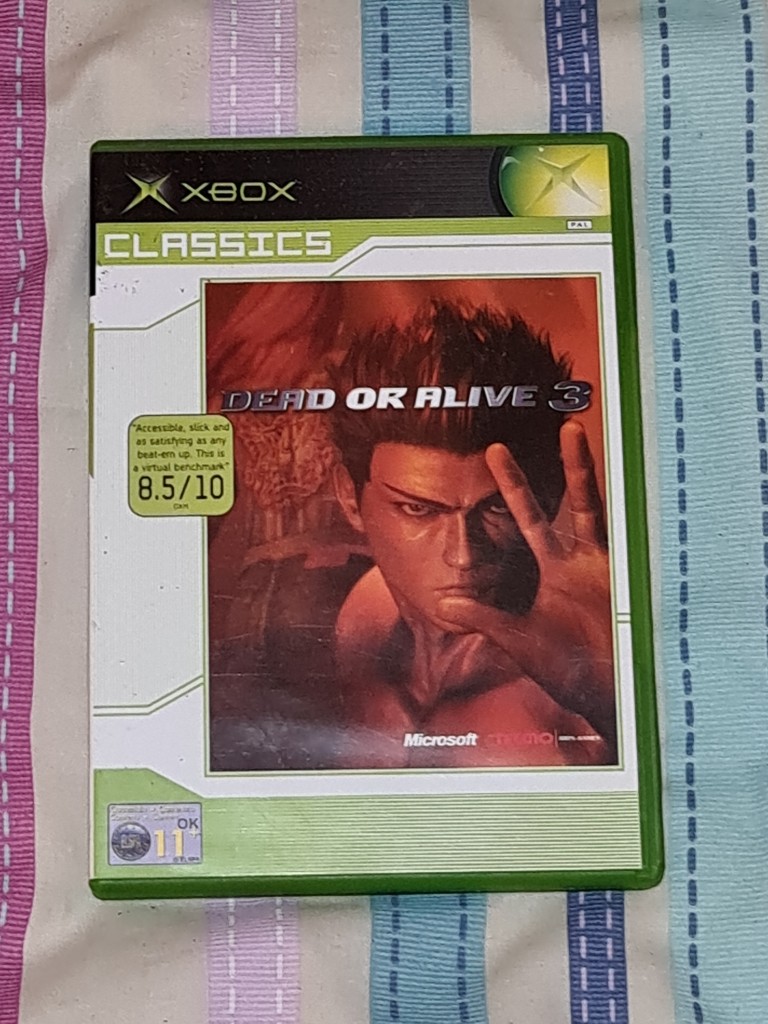 XBOX
PAL
CLASSICS
DEAD OR ALIVE 3
"Accessible, slick and
as satisfying as any
beat-em up. This is
a virtual benchmark"
8.5/10
Microsoft TECMO
OK
11+